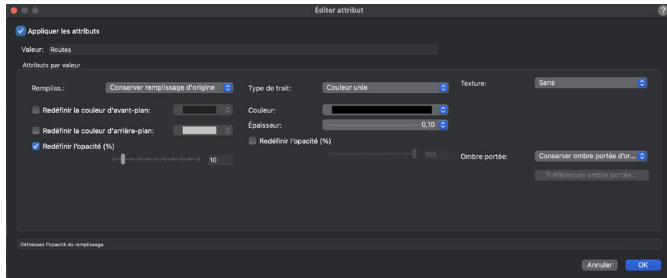 Éditer attribut
?
Appliquer les attributs
Valeur: Routes
Attributs par valeur
Rempliss.: Conserver remplissage d'origine
Type de trait: Couleur unie
Texture: Sans
Redéfinir la couleur d'avant-plan:
Couleur:
Épaisseur: 0,10
Redéfinir la couleur d'arrière-plan:
Redéfinir l'opacité (%)
Redéfinir l'opacité (%)
10
100
Ombre portée: Conserver ombre portée d'or...
Préférences ombre portée...
Définissez l'opacité du remplissage.
Annuler
OK